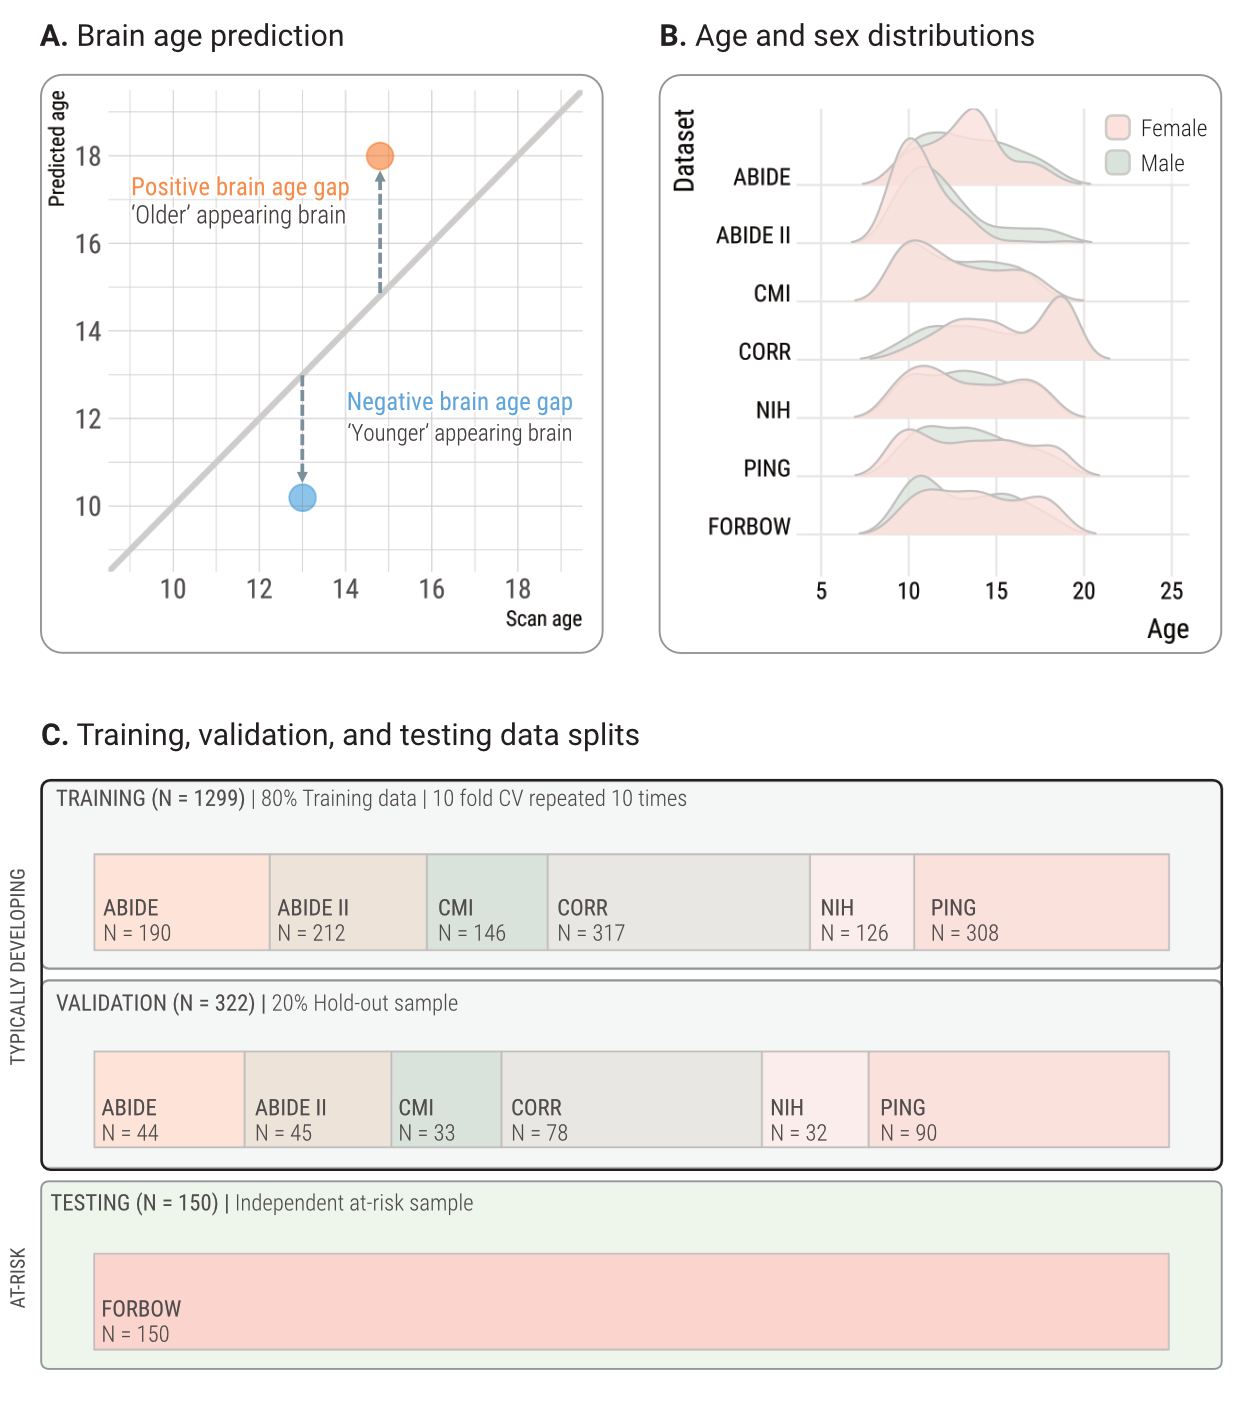 A. Brain age prediction
Predicted age
18
16
14
12
10
Positive brain age gap
‘Older’ appearing brain
Negative brain age gap
‘Younger’ appearing brain
10 12 14 16 18
Scan age
B. Age and sex distributions
Dataset
Female
Male
ABIDE
ABIDE II
CMI
CORR
NIH
PING
FORBOW
5 10 15 20 25
Age
C. Training, validation, and testing data splits
TYPICALLY DEVELOPING
TRAINING (N = 1299) | 80% Training data | 10 fold CV repeated 10 times
ABIDE
N = 190
ABIDE II
N = 212
CMI
N = 146
CORR
N = 317
NIH
N = 126
PING
N = 308
VALIDATION (N = 322) | 20% Hold-out sample
ABIDE
N = 44
ABIDE II
N = 45
CMI
N = 33
CORR
N = 78
NIH
N = 32
PING
N = 90
AT-RISK
TESTING (N = 150) | Independent at-risk sample
FORBOW
N = 150